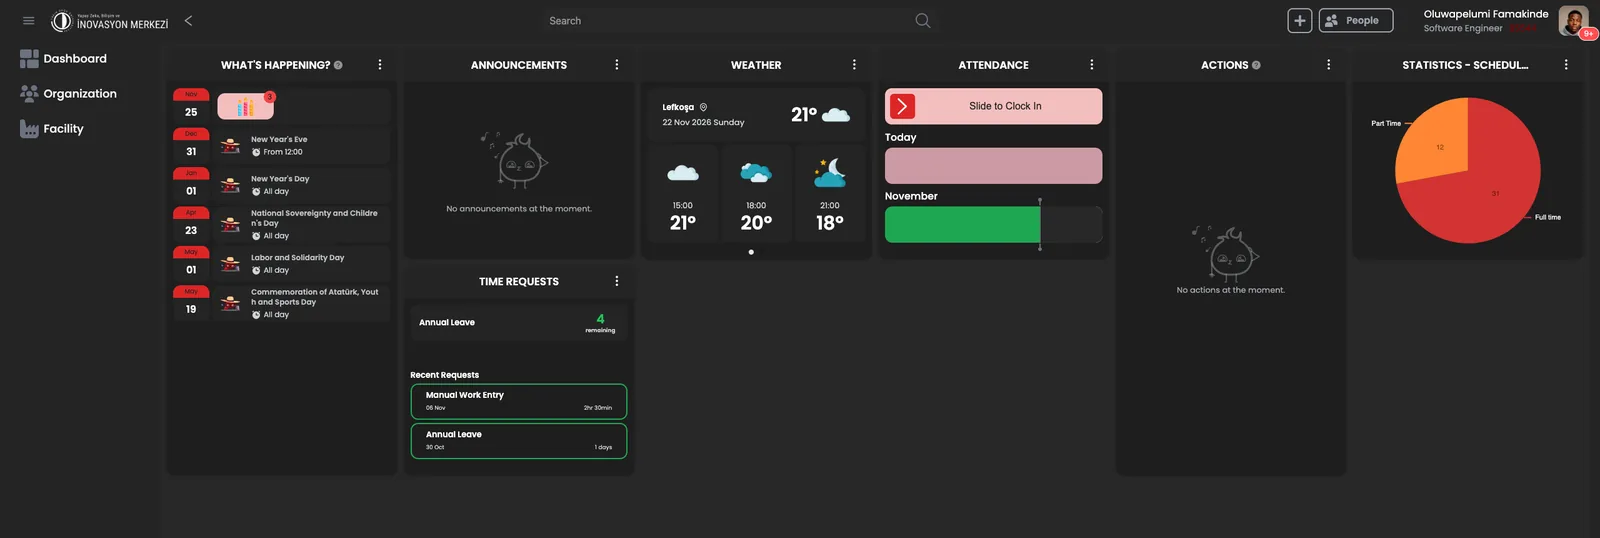 Yapay Zeka, Bilişim ve
İNOVASYON MERKEZİ
Search
People
Oluwapelumi Famakinde
Software Engineer
9+
Dashboard
Organization
Facility
WHAT'S HAPPENING?
Nov
25
3
Dec
31
New Year's Eve
From 12:00
Jan
01
New Year's Day
All day
Apr
23
National Sovereignty and Childre
n's Day
All day
May
01
Labor and Solidarity Day
All day
May
19
Commemoration of Atatürk, Yout
h and Sports Day
All day
ANNOUNCEMENTS
No announcements at the moment.
TIME REQUESTS
Annual Leave
4
remaining
Recent Requests
Manual Work Entry
06 Nov
2hr 30min
Annual Leave
30 Oct
1 days
WEATHER
Lefkoşa
22 Nov 2026 Sunday
21°
15:00
21°
18:00
20°
21:00
18°
ATTENDANCE
Slide to Clock In
Today
November
ACTIONS
No actions at the moment.
STATISTICS - SCHEDUL...
Part Time
12
31
Full time